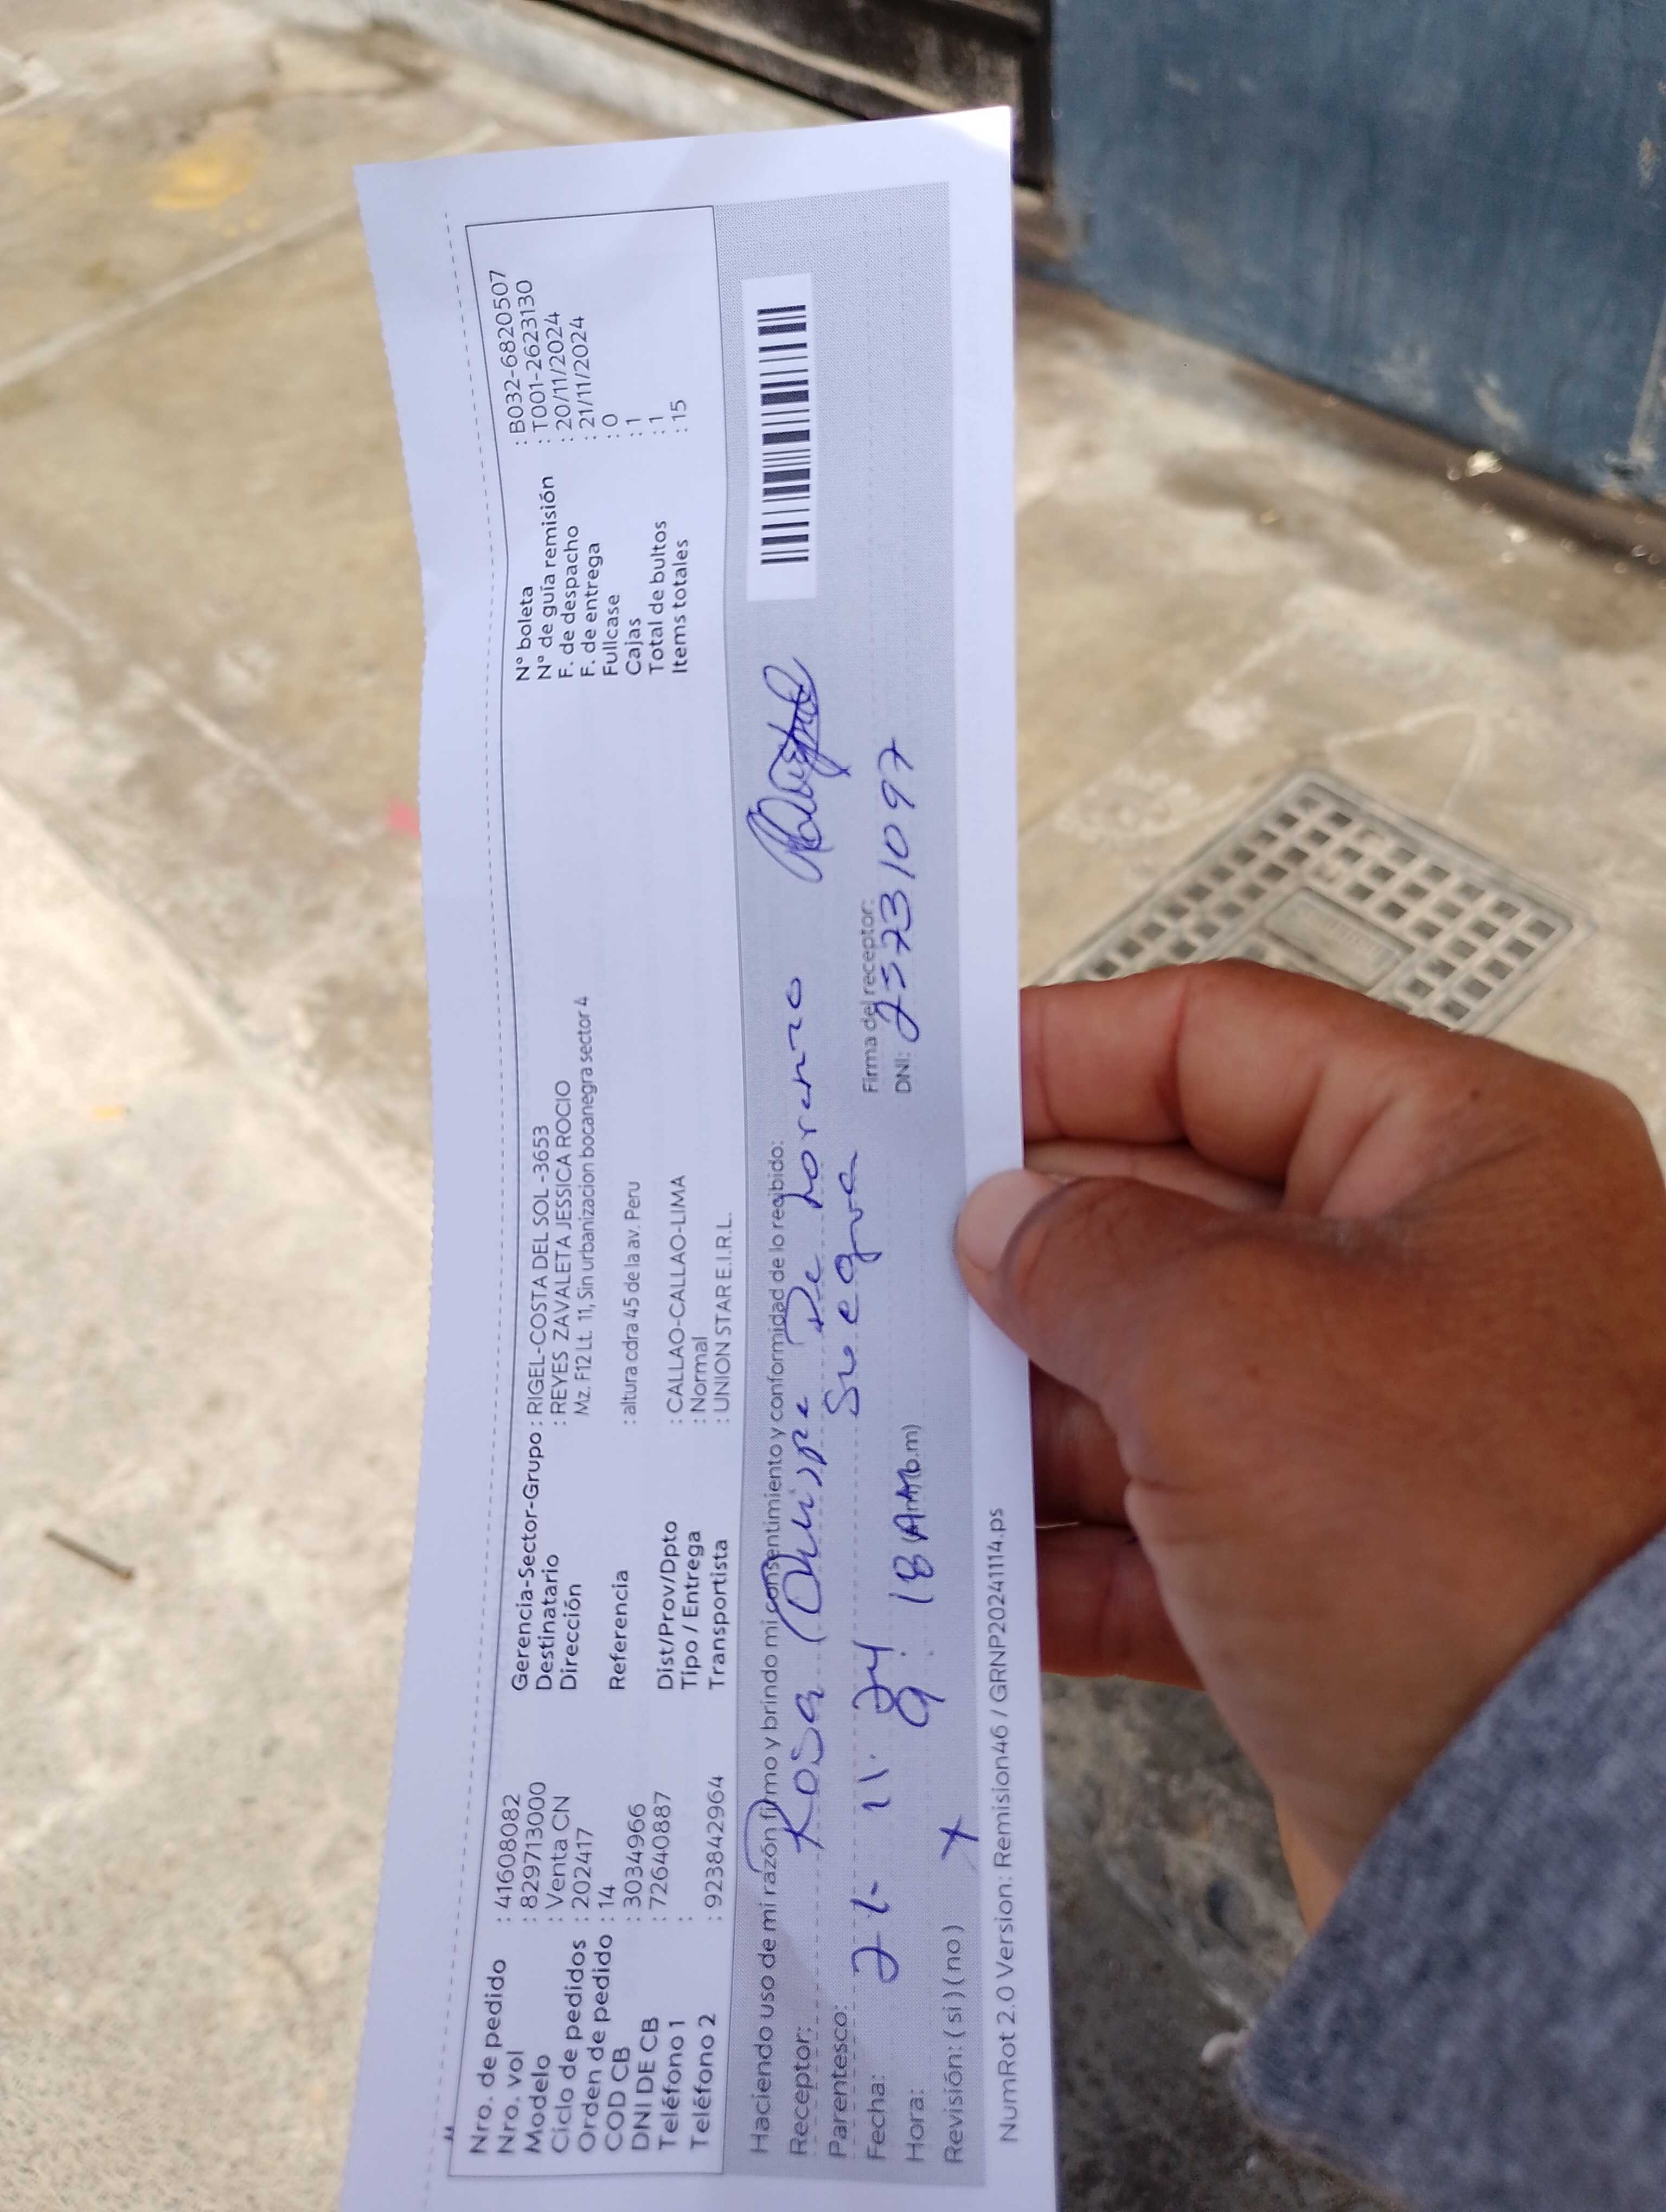 Nro. de pedido : 41608082
Nro. vol : 829713000
Modelo : Venta CN
Ciclo de pedidos : 202417
Orden de pedido : 14
COD CB : 3034966
DNI DE CB : 72640887
Teléfono 1 :
Teléfono 2 : 923842964
Gerencia-Sector-Grupo : RIGEL-COSTA DEL SOL -3653
Destinatario : REYES ZAVALETA JESSICA ROCIO
Dirección Mz. F12 Lt. 11, Sin urbanizacion bocanegra sector 4
Referencia : altura cdra 45 de la av. Peru
Dist/Prov/Dpto : CALLAO-CALLAO-LIMA
Tipo / Entrega : Normal
Transportista : UNION STAR E.I.R.L.
N° boleta : B032-6820507
N° de guía remisión : T001-2623130
F. de despacho : 20/11/2024
F. de entrega : 21/11/2024
Fullcase : 0
Cajas : 1
Total de bultos : 1
Items totales : 15
Haciendo uso de mi razón firmo y brindo mi consentimiento y conformidad de lo recibido:
Receptor: Rosa Quispe De Loreno
Parentesco: Suegra
Firma del receptor:
Fecha: 21. 11. 24
DNI: 25731097
Hora: 9:18 AM
Revisión: ( si ) ( no ) X
NumRot 2.0 Version: Remision46 / GRNP20241114.ps